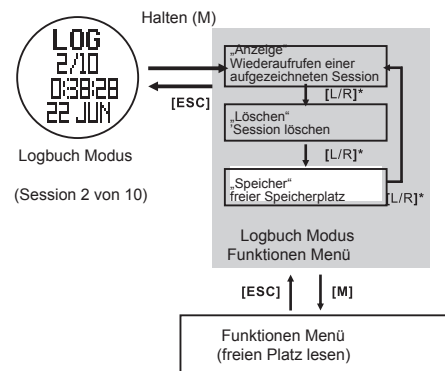 Halten (M)
LOG
2/10
0:38:28
22 JUN
[ESC]
Logbuch Modus
(Session 2 von 10)
„Anzeige“
Wiederaufrufen einer
aufgezeichneten Session
[L/R]*
„Löschen“
'Session löschen
[L/R]*
„Speicher“
freier Speicherplatz
[L/R]*
Logbuch Modus
Funktionen Menü
[ESC]
[M]
Funktionen Menü
(freien Platz lesen)